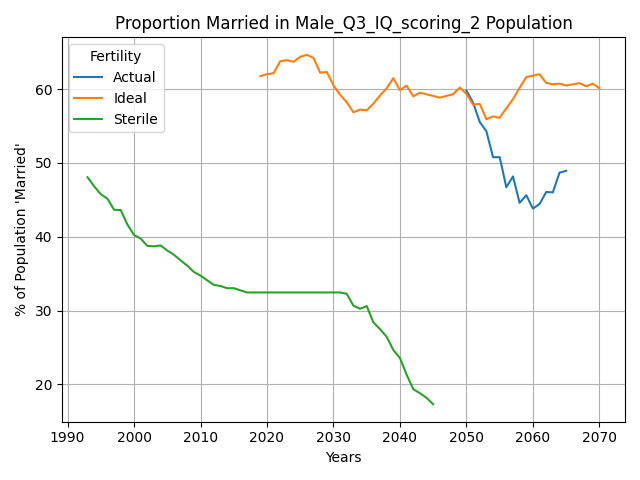 Proportion Married in Male_Q3_IQ_scoring_2 Population
Fertility
Actual
Ideal
Sterile
% of Population 'Married'
60
50
40
30
20
1990 2000 2010 2020 2030 2040 2050 2060 2070
Years